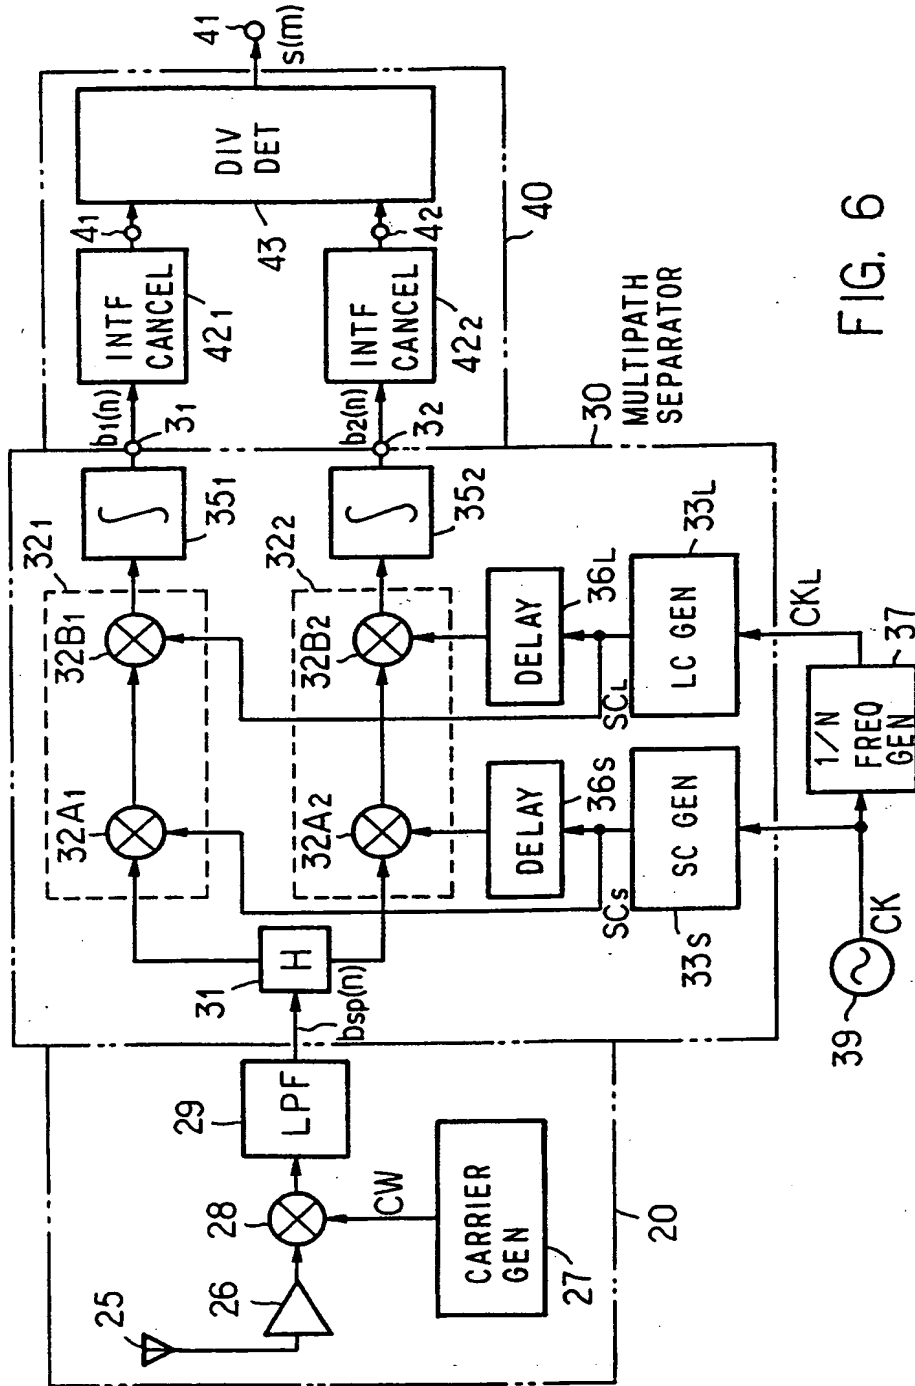 25
26
28
CW
CARRIER
GEN
27
20
29
LPF
bsp(n)
31
H
321
32A1
32B1
351
∫
b1(n)
31
INTF
CANCEL
421
41
DIV
DET
43
s(m)
41
322
32A2
32B2
352
∫
b2(n)
32
INTF
CANCEL
422
42
40
DELAY
36S
SCS
SC GEN
33S
DELAY
36L
SCL
LC GEN
33L
30
MULTIPATH
SEPARATOR
39
CK
1/N
FREQ
GEN
37
CKL
FIG. 6